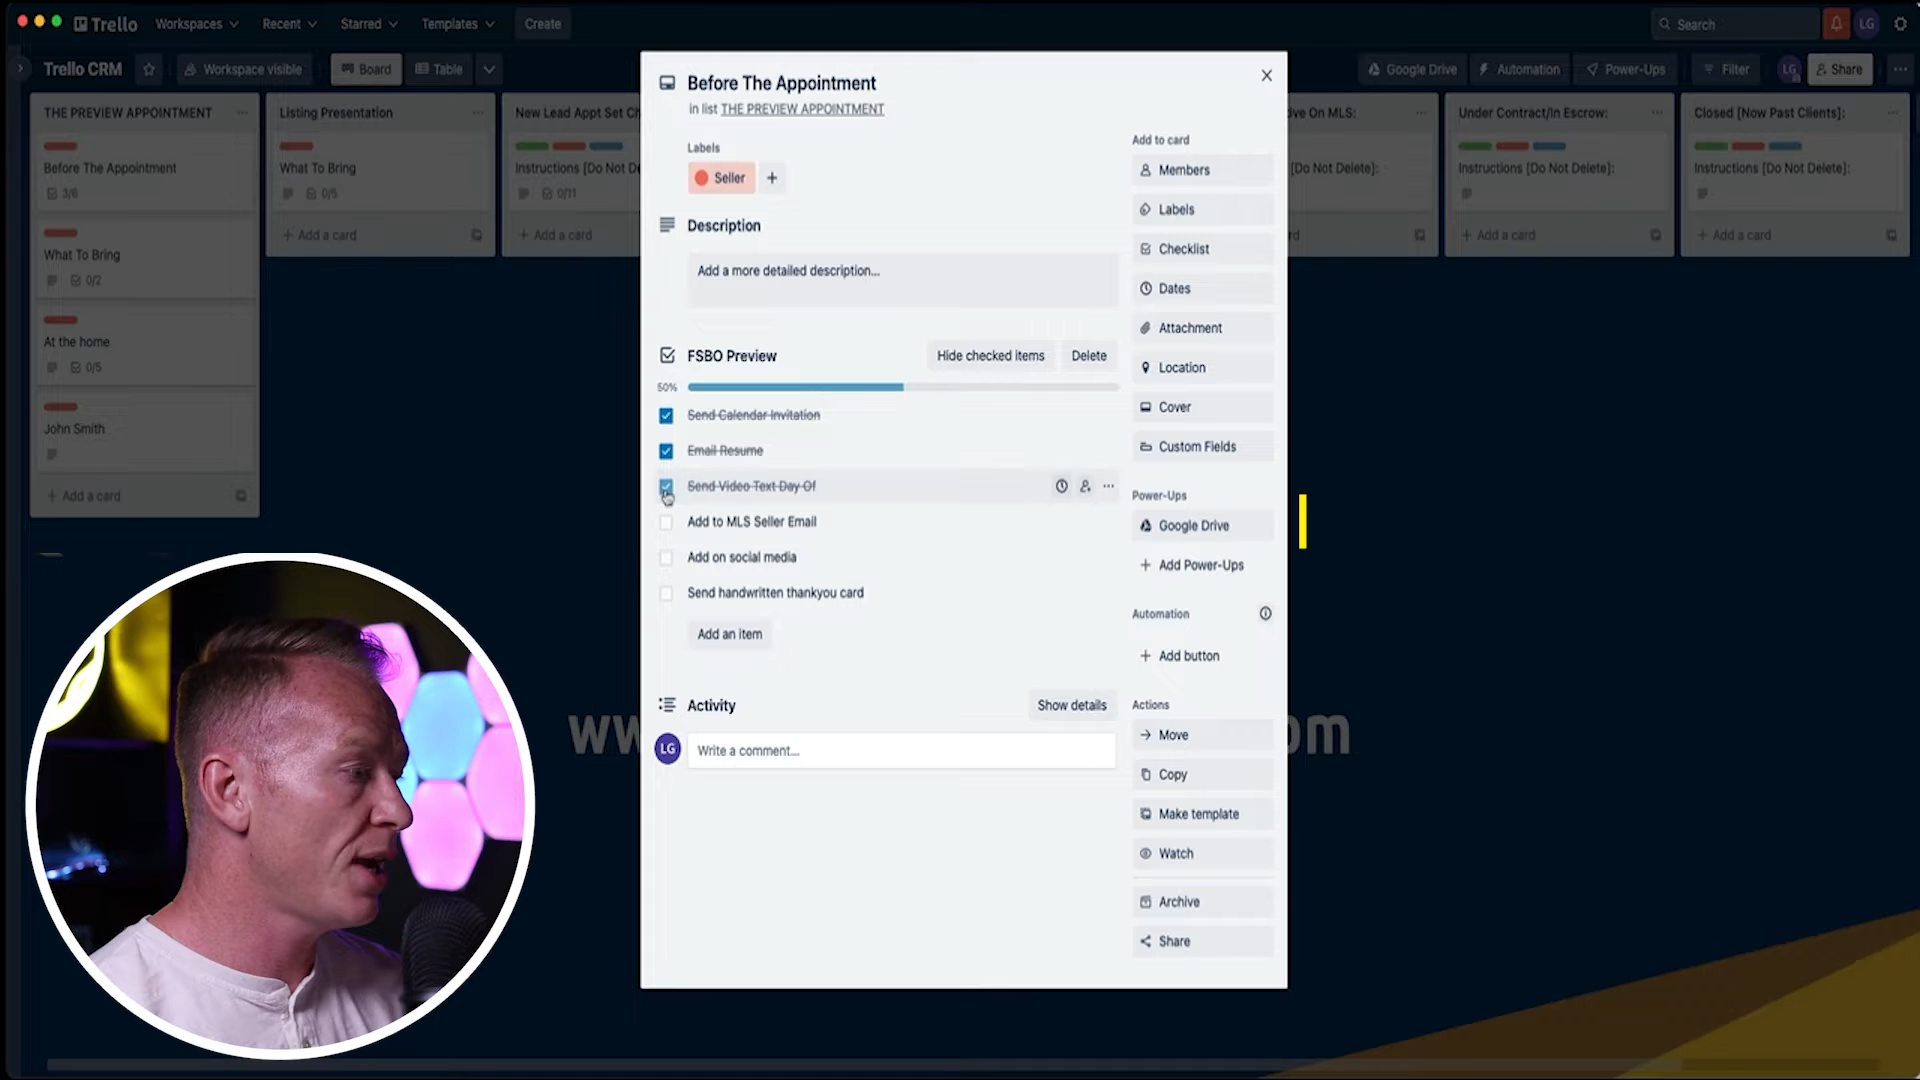 Trello
Workspaces
Recent
Starred
Templates
Create
Search
LG
Trello CRM
Workspace visible
Board
Table
Google Drive
Automation
Power-Ups
Filter
LG
Share
THE PREVIEW APPOINTMENT
Before The Appointment
3/6
What To Bring
0/2
At the home
0/5
John Smith
+ Add a card
Listing Presentation
What To Bring
0/5
+ Add a card
New Lead Appt Set Ch
Instructions [Do Not De
0/11
+ Add a card
Before The Appointment
in list THE PREVIEW APPOINTMENT
Labels
Seller
+
Description
Add a more detailed description...
FSBO Preview
Hide checked items
Delete
50%
Send Calendar Invitation
Email Resume
Send Video Text Day Of
Add to MLS Seller Email
Add on social media
Send handwritten thankyou card
Add an item
Activity
Show details
LG
Write a comment...
Add to card
Members
Labels
Checklist
Dates
Attachment
Location
Cover
Custom Fields
Power-Ups
Google Drive
+ Add Power-Ups
Automation
+ Add button
Actions
Move
Copy
Make template
Watch
Archive
Share
ive On MLS:
[Do Not Delete]:
rd
Under Contract/In Escrow:
Instructions [Do Not Delete]:
+ Add a card
Closed [Now Past Clients]:
Instructions [Do Not Delete]:
+ Add a card
ww
om